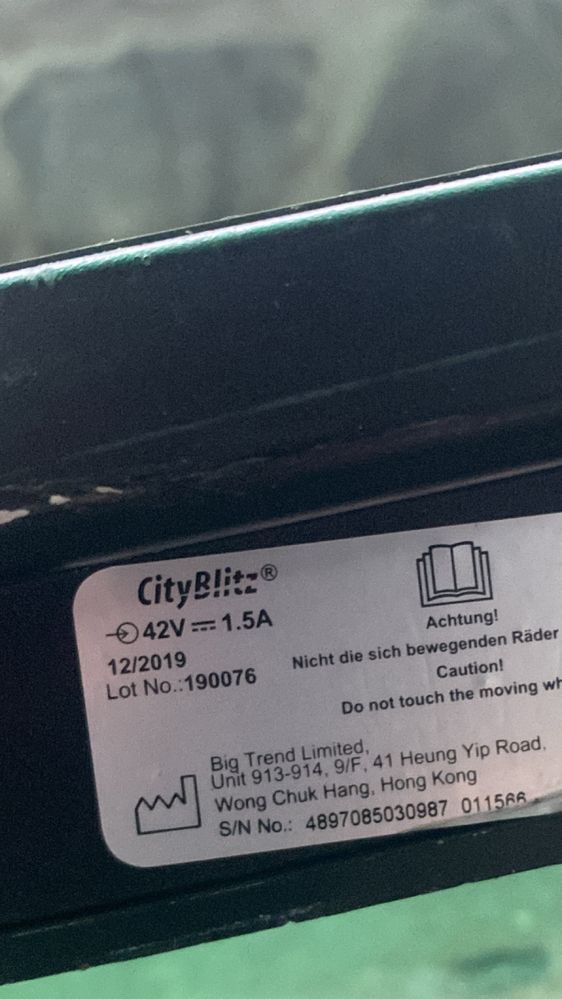 CityBlitz®
42V ⎓ 1.5A
12/2019
Lot No.:190076
Achtung!
Nicht die sich bewegenden Räder
Caution!
Do not touch the moving wh
Big Trend Limited,
Unit 913-914, 9/F, 41 Heung Yip Road,
Wong Chuk Hang, Hong Kong
S/N No.: 4897085030987 011566